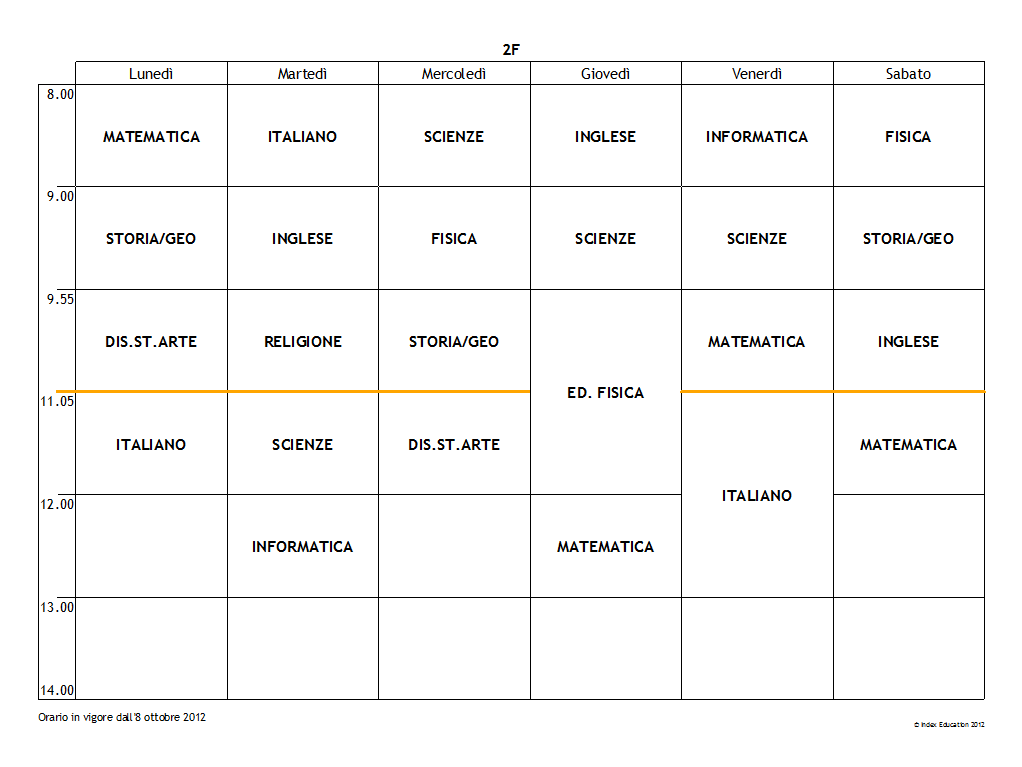 2F
Lunedì Martedì Mercoledì Giovedì Venerdì Sabato
8.00
MATEMATICA ITALIANO SCIENZE INGLESE INFORMATICA FISICA
9.00
STORIA/GEO INGLESE FISICA SCIENZE SCIENZE STORIA/GEO
9.55
DIS.ST.ARTE RELIGIONE STORIA/GEO MATEMATICA INGLESE
ED. FISICA
11.05
ITALIANO SCIENZE DIS.ST.ARTE MATEMATICA
ITALIANO
12.00
INFORMATICA MATEMATICA
13.00
14.00
Orario in vigore dall'8 ottobre 2012
© Index Education 2012